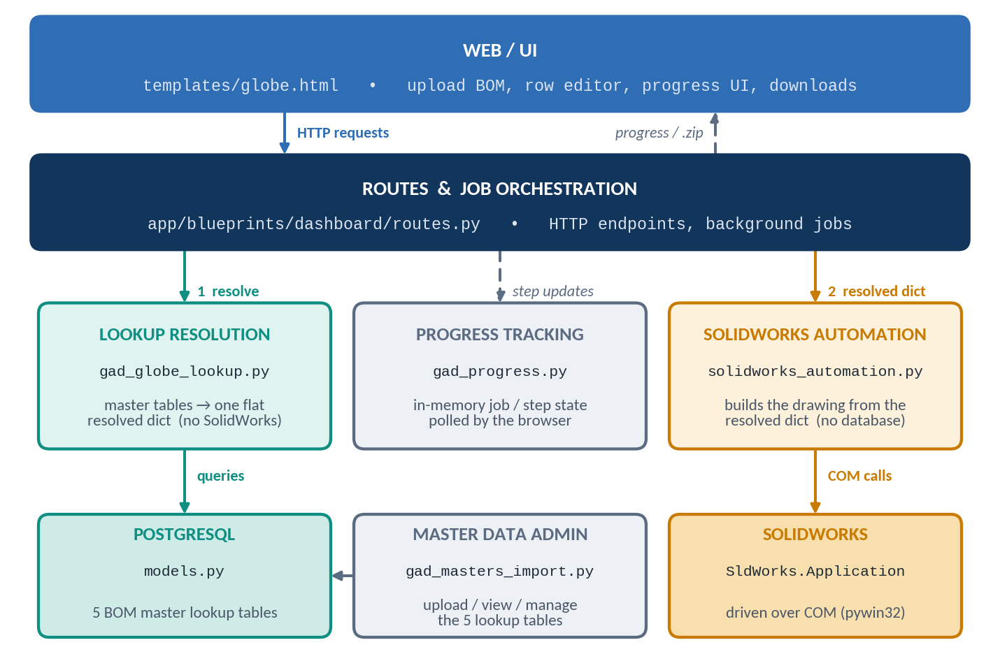 WEB / UI
templates/globe.html • upload BOM, row editor, progress UI, downloads
HTTP requests
progress / .zip
ROUTES & JOB ORCHESTRATION
app/blueprints/dashboard/routes.py • HTTP endpoints, background jobs
1 resolve
step updates
2 resolved dict
LOOKUP RESOLUTION
gad_globe_lookup.py
master tables → one flat
resolved dict (no SolidWorks)
PROGRESS TRACKING
gad_progress.py
in-memory job / step state
polled by the browser
SOLIDWORKS AUTOMATION
solidworks_automation.py
builds the drawing from the
resolved dict (no database)
queries
COM calls
POSTGRESQL
models.py
5 BOM master lookup tables
MASTER DATA ADMIN
gad_masters_import.py
upload / view / manage
the 5 lookup tables
SOLIDWORKS
SldWorks.Application
driven over COM (pywin32)